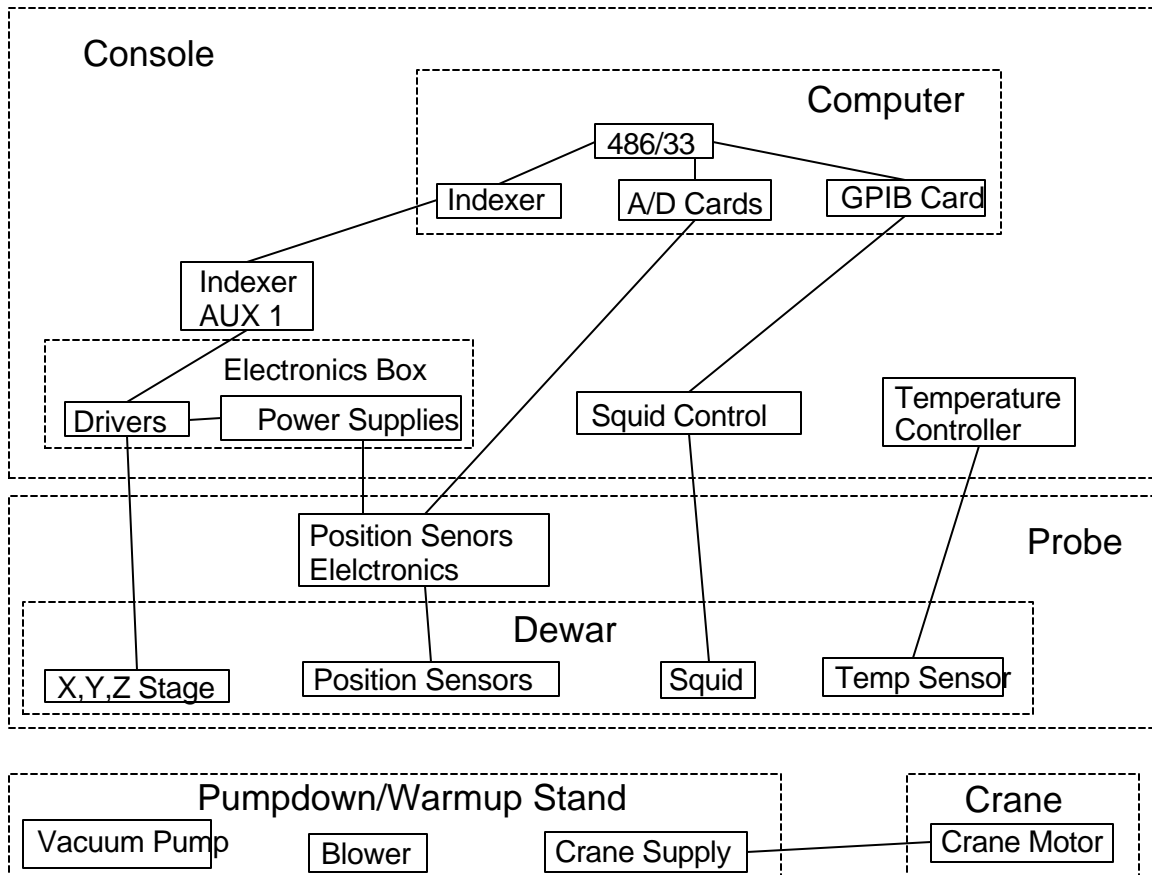 Console
Computer
486/33
Indexer
A/D Cards
GPIB Card
Indexer
AUX 1
Electronics Box
Drivers
Power Supplies
Squid Control
Temperature
Controller
Position Senors
Elelctronics
Probe
Dewar
X,Y,Z Stage
Position Sensors
Squid
Temp Sensor
Pumpdown/Warmup Stand
Crane
Vacuum Pump
Blower
Crane Supply
Crane Motor